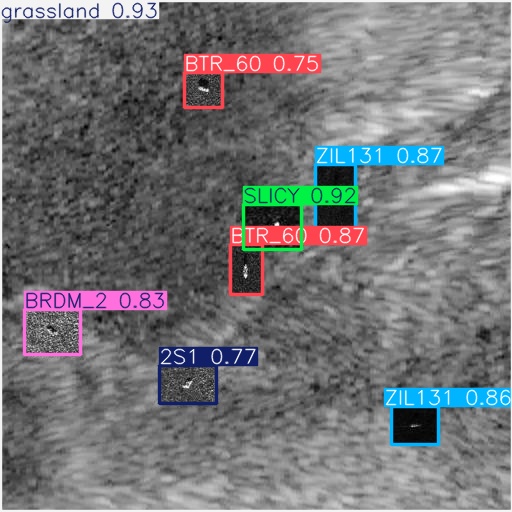 grassland 0.93
BTR_60 0.75
ZIL131 0.87
SLICY 0.92
BTR_60 0.87
BRDM_2 0.83
2S1 0.77
ZIL131 0.86